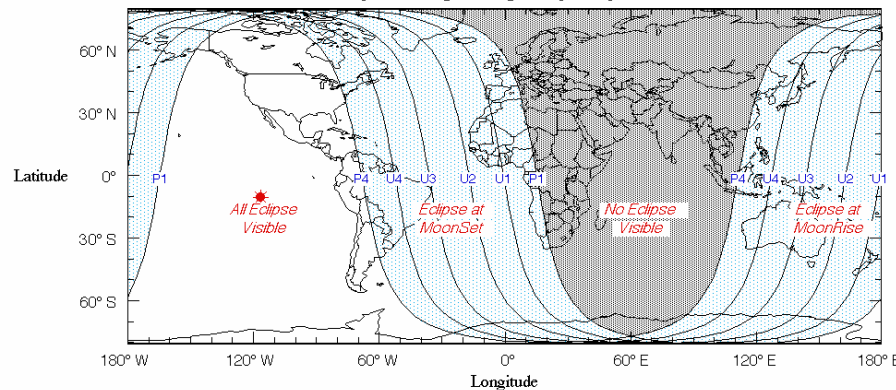 60° N
30° N
Latitude
0°
P1
P4
U4
U3
U2
U1
P1
P4
U4
U3
U2
U1
All Eclipse
Visible
Eclipse at
MoonSet
No Eclipse
Visible
Eclipse at
MoonRise
30° S
60° S
180° W
120° W
60° W
0°
60° E
120° E
180° E
Longitude